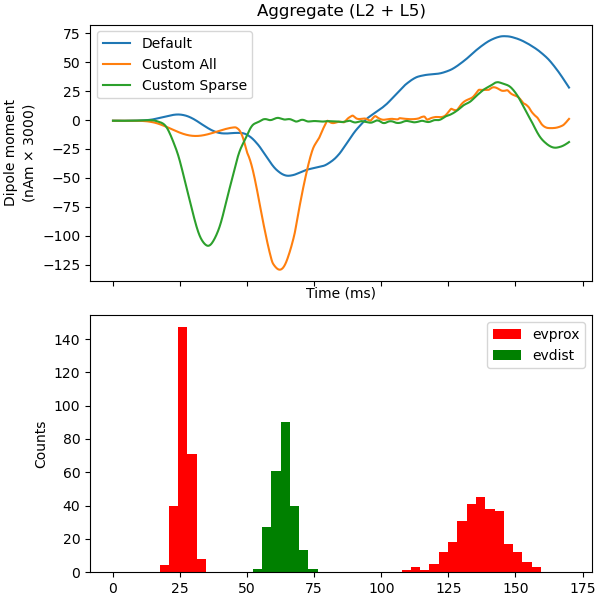 Aggregate (L2 + L5)
Dipole moment
(nAm × 3000)
75
50
25
0
−25
−50
−75
−100
−125
Default
Custom All
Custom Sparse
Time (ms)
Counts
140
120
100
80
60
40
20
0
evprox
evdist
0 25 50 75 100 125 150 175